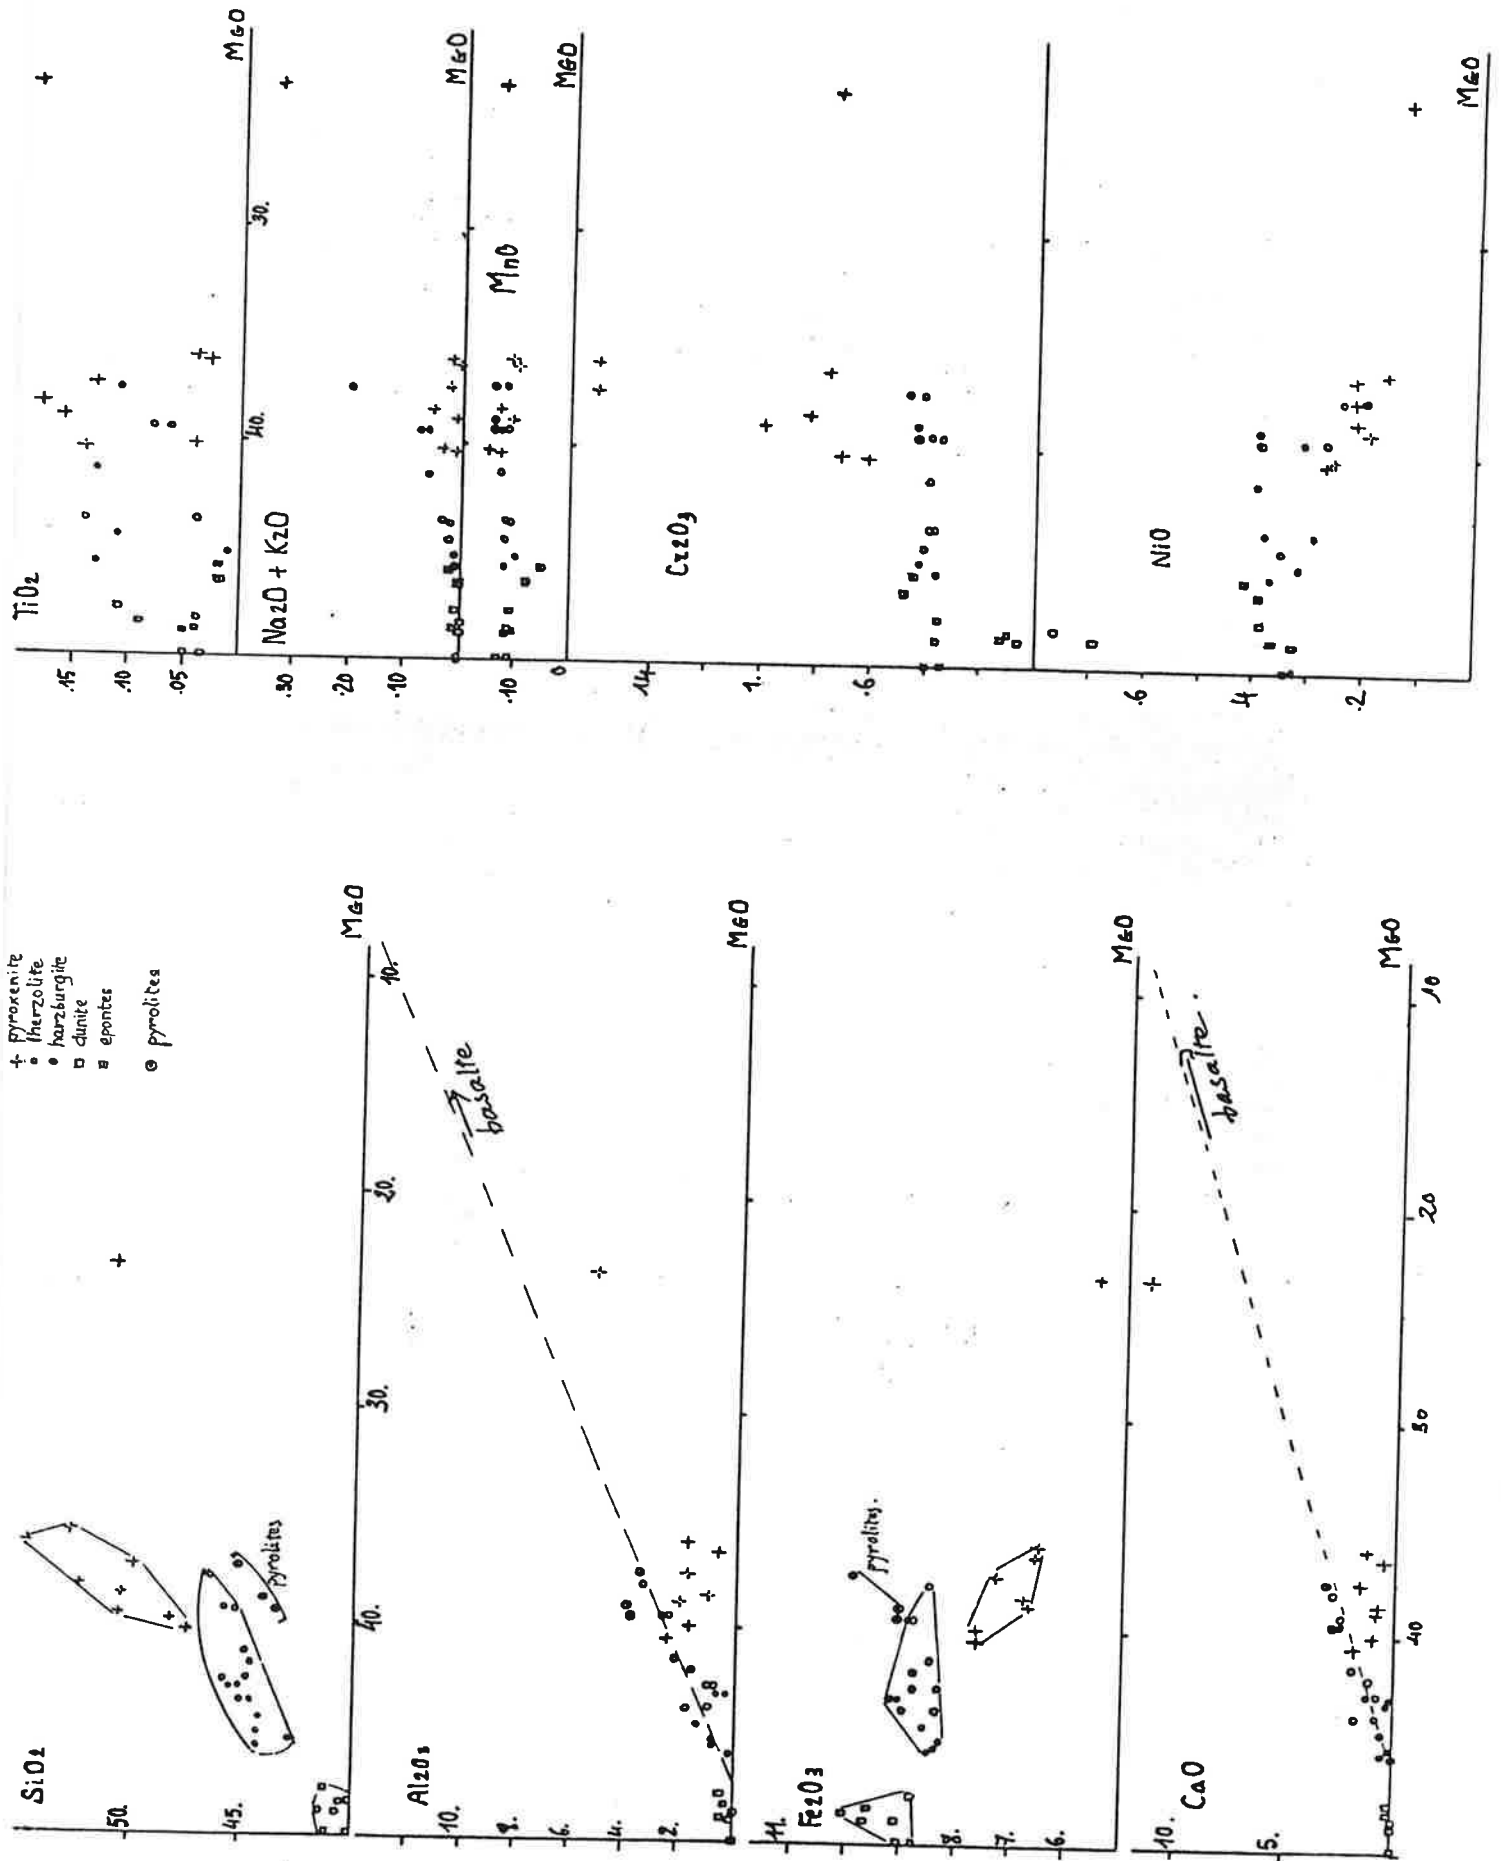 + pyroxenite
○ lherzolite
● harzburgite
□ dunite
epontes
pyrolites
SiO2
50.
45.
pyrolites
MGO
40.
30.
20.
10.
Al2O3
10.
8.
6.
4.
2.
basalte
MGO
Fe2O3
11.
8.
7.
6.
pyrolites.
MGO
CaO
10.
5.
basalte.
MGO
40
30
20
10
TiO2
.15
.10
.05
MGO
40.
30.
Na2O + K2O
.30
.20
.10
MGO
MnO
.10
0
MGO
Cr2O3
1.4
1.
.6
NiO
.6
.4
.2
MGO